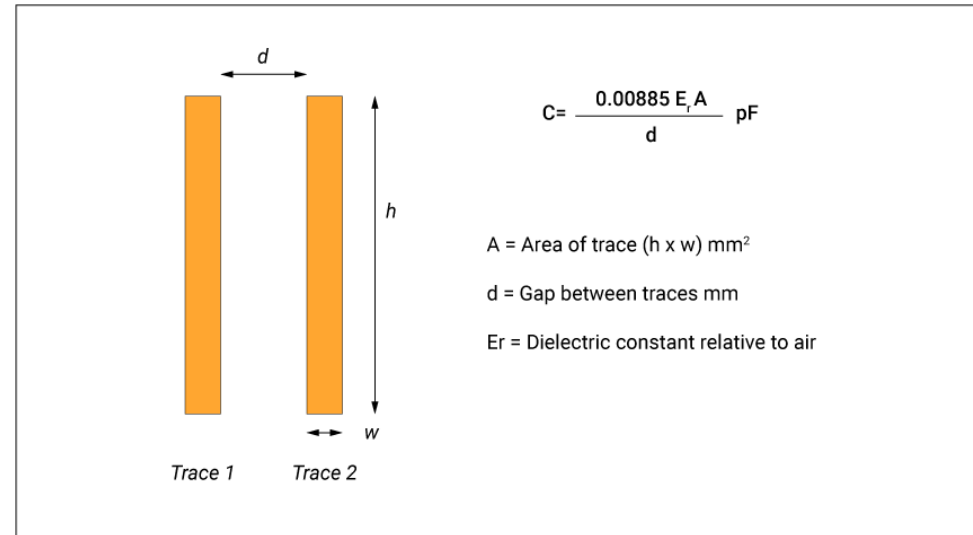 d
h
w
Trace 1
Trace 2
C= 0.00885 EᵣA / d pF
A = Area of trace (h x w) mm²
d = Gap between traces mm
Er = Dielectric constant relative to air